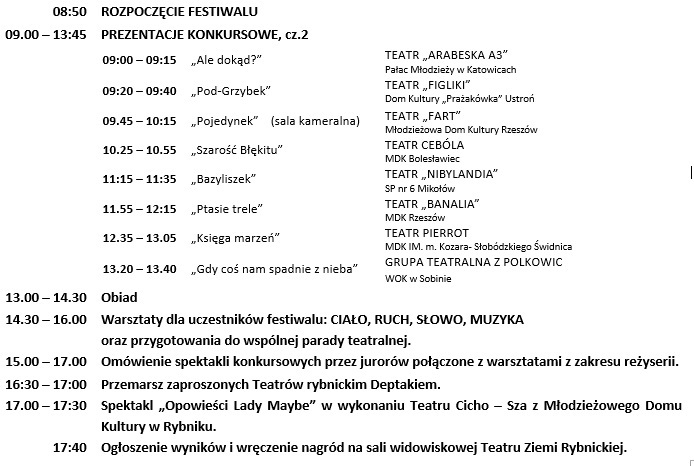 08:50 ROZPOCZĘCIE FESTIWALU
09.00 – 13:45 PREZENTACJE KONKURSOWE, cz.2
09:00 – 09:15 „Ale dokąd?” TEATR „ARABESKA A3”
Pałac Młodzieży w Katowicach
09:20 – 09:40 „Pod-Grzybek” TEATR „FIGLIKI”
Dom Kultury „Prażakówka” Ustroń
09.45 – 10:15 „Pojedynek” (sala kameralna) TEATR „FART”
Młodzieżowa Dom Kultury Rzeszów
10.25 – 10.55 „Szarość Błękitu” TEATR CEBÓLA
MDK Bolesławiec
11:15 – 11:35 „Bazyliszek” TEATR „NIBYLANDIA”
SP nr 6 Mikołów
11.55 – 12:15 „Ptasie trele” TEATR „BANALIA”
MDK Rzeszów
12.35 – 13.05 „Księga marzeń” TEATR PIERROT
MDK IM. m. Kozara- Słobódzkiego Świdnica
13.20 – 13.40 „Gdy coś nam spadnie z nieba” GRUPA TEATRALNA Z POLKOWIC
WOK w Sobinie
13.00 – 14.30 Obiad
14.30 – 16.00 Warsztaty dla uczestników festiwalu: CIAŁO, RUCH, SŁOWO, MUZYKA
oraz przygotowania do wspólnej parady teatralnej.
15.00 – 17.00 Omówienie spektakli konkursowych przez jurorów połączone z warsztatami z zakresu reżyserii.
16:30 – 17:00 Przemarsz zaproszonych Teatrów rybnickim Deptakiem.
17.00 – 17:30 Spektakl „Opowieści Lady Maybe” w wykonaniu Teatru Cicho – Sza z Młodzieżowego Domu
Kultury w Rybniku.
17:40 Ogłoszenie wyników i wręczenie nagród na sali widowiskowej Teatru Ziemi Rybnickiej.